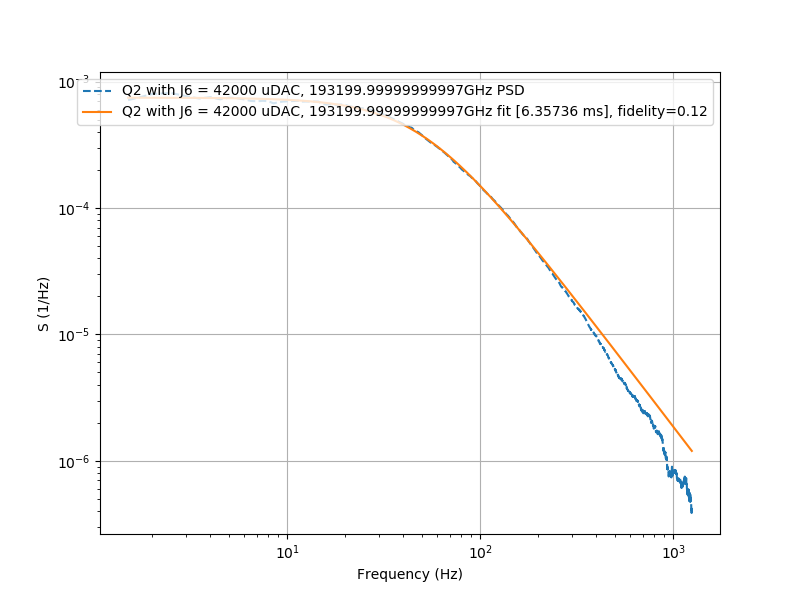 10⁻³
Q2 with J6 = 42000 uDAC, 193199.99999999997GHz PSD
Q2 with J6 = 42000 uDAC, 193199.99999999997GHz fit [6.35736 ms], fidelity=0.12
10⁻⁴
10⁻⁵
10⁻⁶
S (1/Hz)
10¹ 10² 10³
Frequency (Hz)